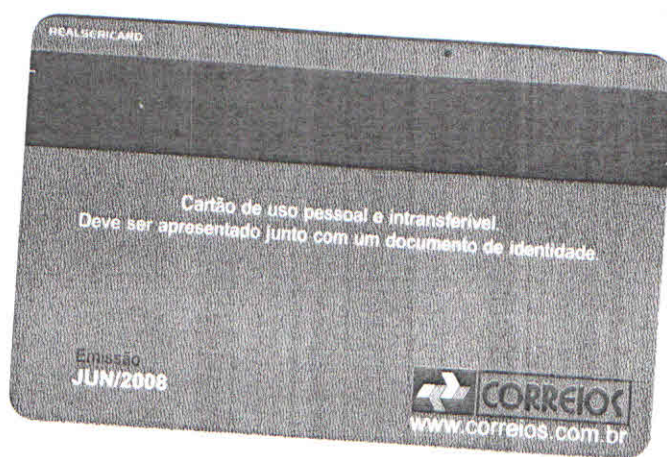 REALSERICARD
Cartão de uso pessoal e intransferível.
Deve ser apresentado junto com um documento de identidade.
Emissão
JUN/2008
CORREIOS
www.correios.com.br